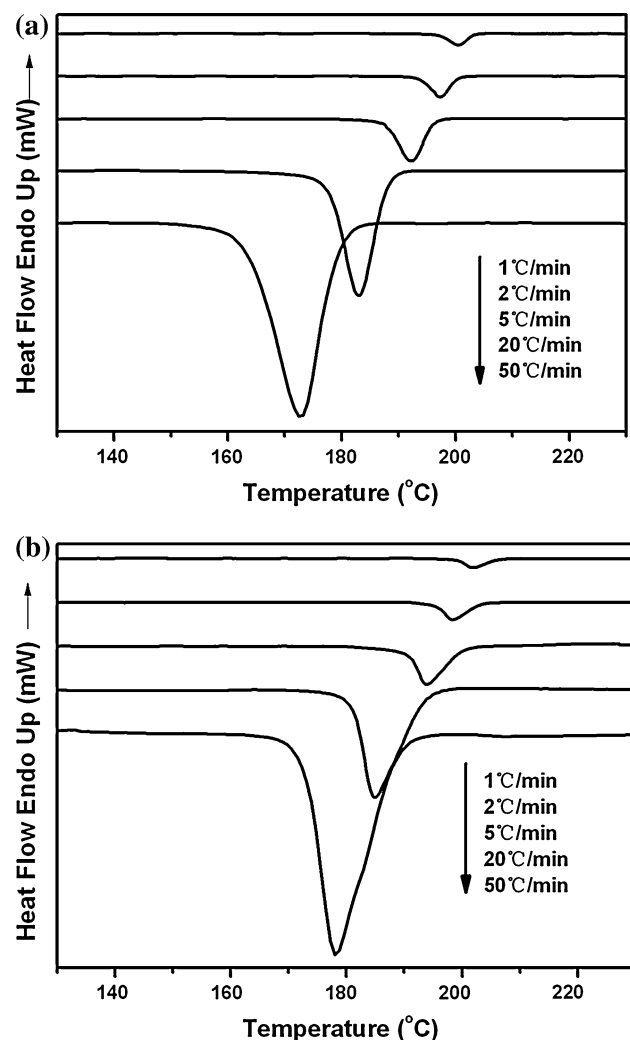 (a)
Heat Flow Endo Up (mW)
1℃/min
2℃/min
5℃/min
20℃/min
50℃/min
140 160 180 200 220
Temperature (°C)
(b)
Heat Flow Endo Up (mW)
1℃/min
2℃/min
5℃/min
20℃/min
50℃/min
140 160 180 200 220
Temperature (°C)